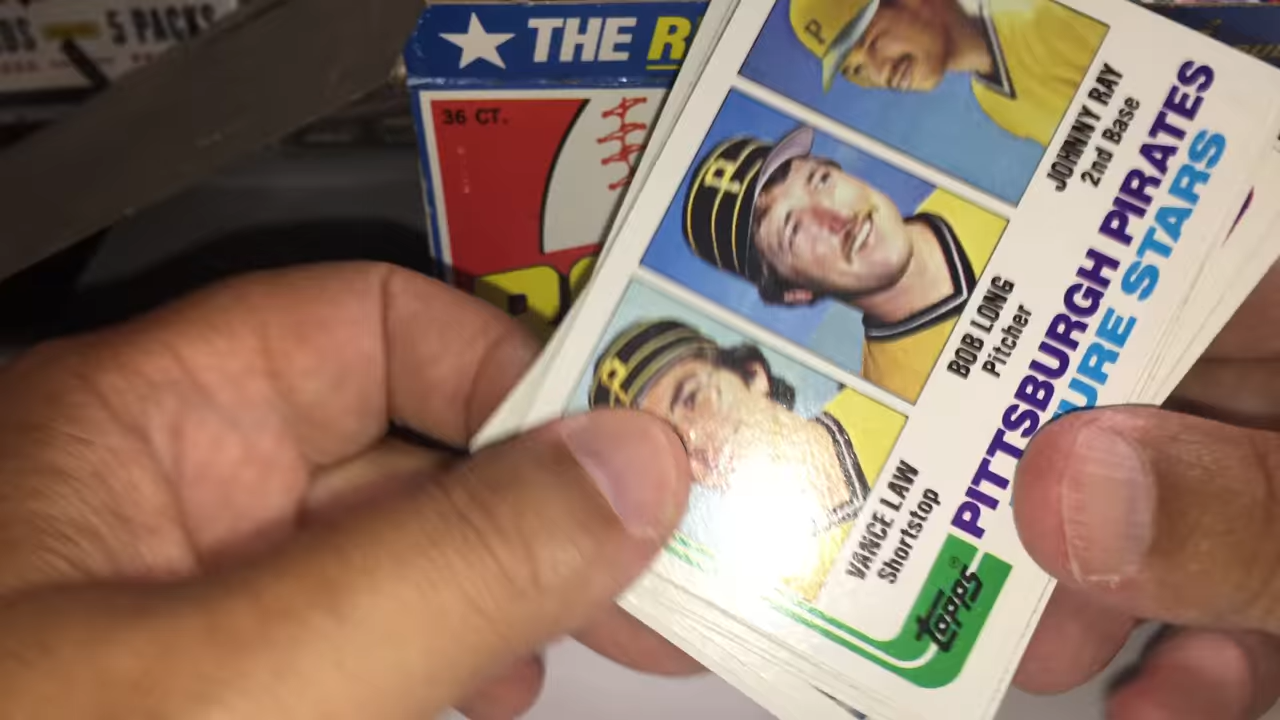 5 PACKS
THE R
36 CT.
JOHNNY RAY
2nd Base
BOB LONG
Pitcher
VANCE LAW
Shortstop
PITTSBURGH PIRATES
URE STARS
topps®
P
P
P